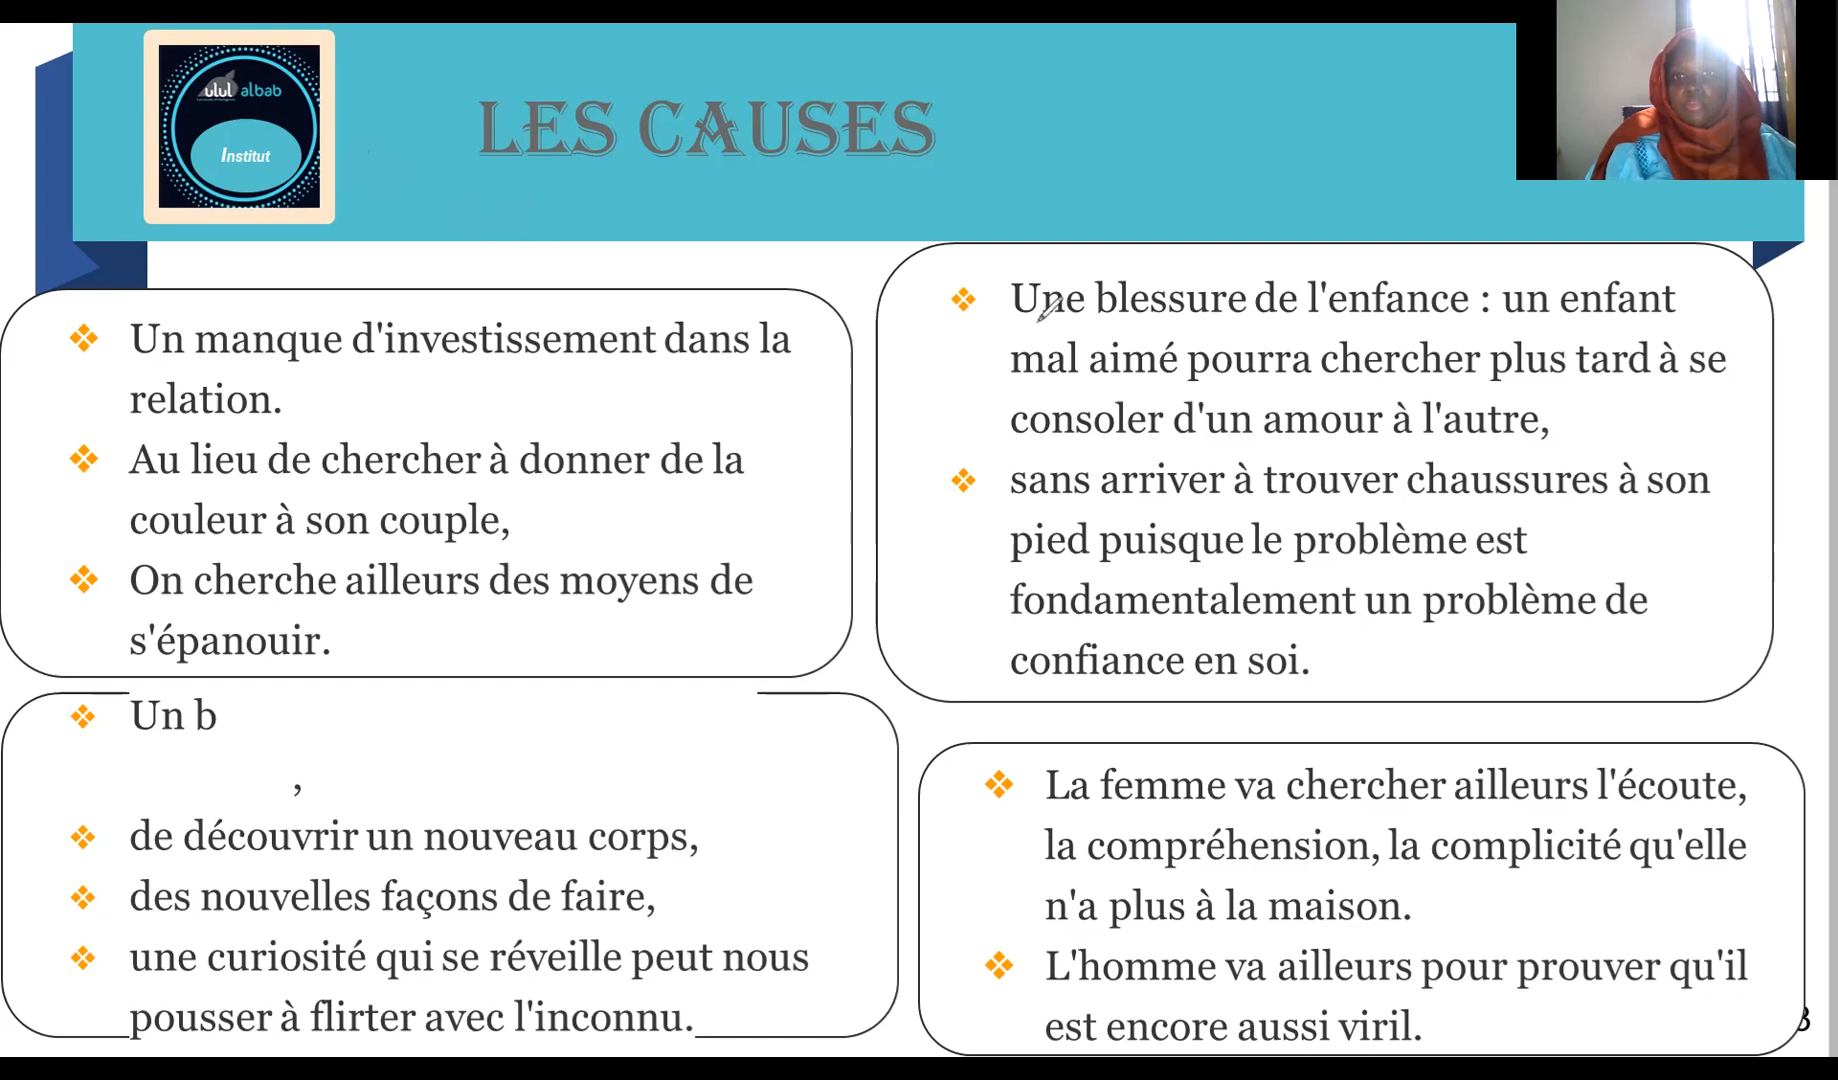 ulul albab
Institut
LES CAUSES
❖ Un manque d'investissement dans la
relation.
❖ Au lieu de chercher à donner de la
couleur à son couple,
❖ On cherche ailleurs des moyens de
s'épanouir.
❖ Une blessure de l'enfance : un enfant
mal aimé pourra chercher plus tard à se
consoler d'un amour à l'autre,
❖ sans arriver à trouver chaussures à son
pied puisque le problème est
fondamentalement un problème de
confiance en soi.
❖ Un b
,
❖ de découvrir un nouveau corps,
❖ des nouvelles façons de faire,
❖ une curiosité qui se réveille peut nous
pousser à flirter avec l'inconnu.
❖ La femme va chercher ailleurs l'écoute,
la compréhension, la complicité qu'elle
n'a plus à la maison.
❖ L'homme va ailleurs pour prouver qu'il
est encore aussi viril.